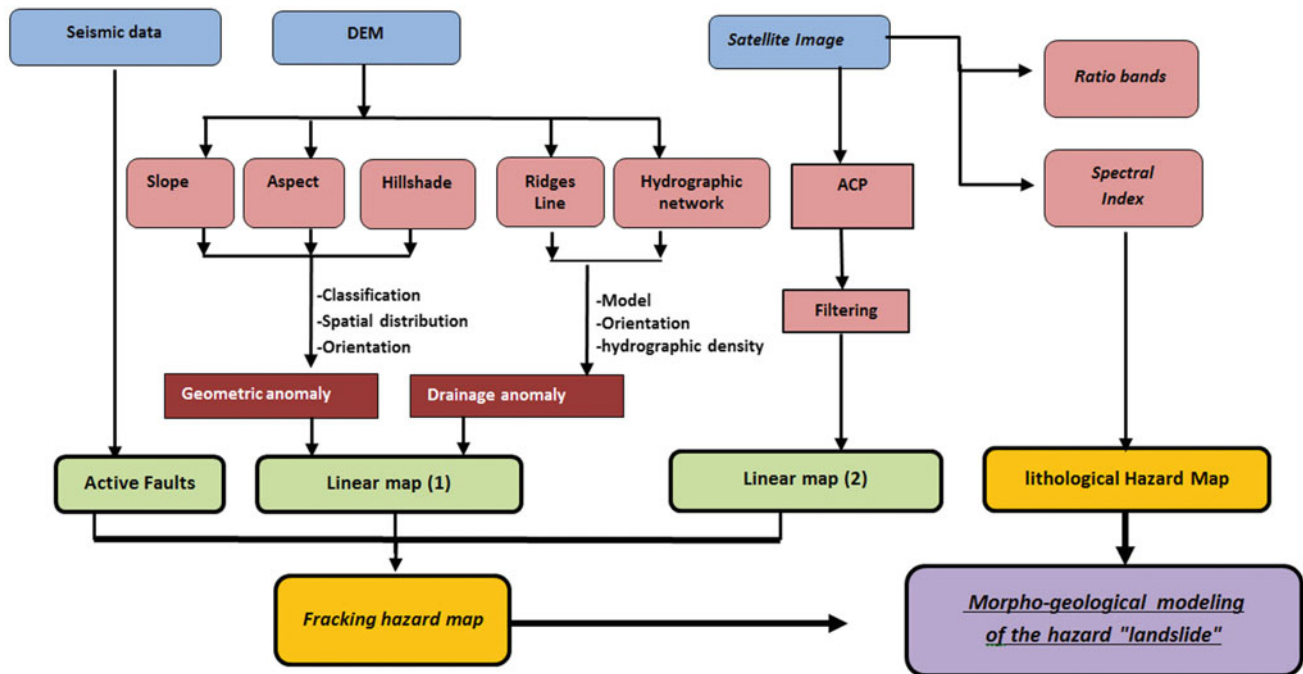 Seismic data
DEM
Satellite Image
Ratio bands
Slope
Aspect
Hillshade
Ridges
Line
Hydrographic
network
ACP
Spectral
Index
-Classification
-Spatial distribution
-Orientation
-Model
-Orientation
-hydrographic density
Filtering
Geometric anomaly
Drainage anomaly
Active Faults
Linear map (1)
Linear map (2)
lithological Hazard Map
Fracking hazard map
Morpho-geological modeling
of the hazard "landslide"